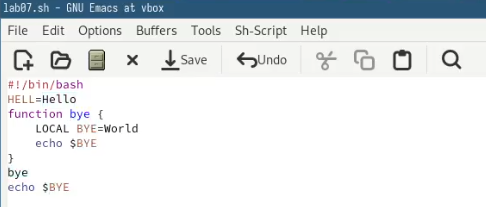 lab07.sh - GNU Emacs at vbox
File Edit Options Buffers Tools Sh-Script Help
Save Undo
#!/bin/bash
HELL=Hello
function bye {
    LOCAL BYE=World
    echo $BYE
}
bye
echo $BYE